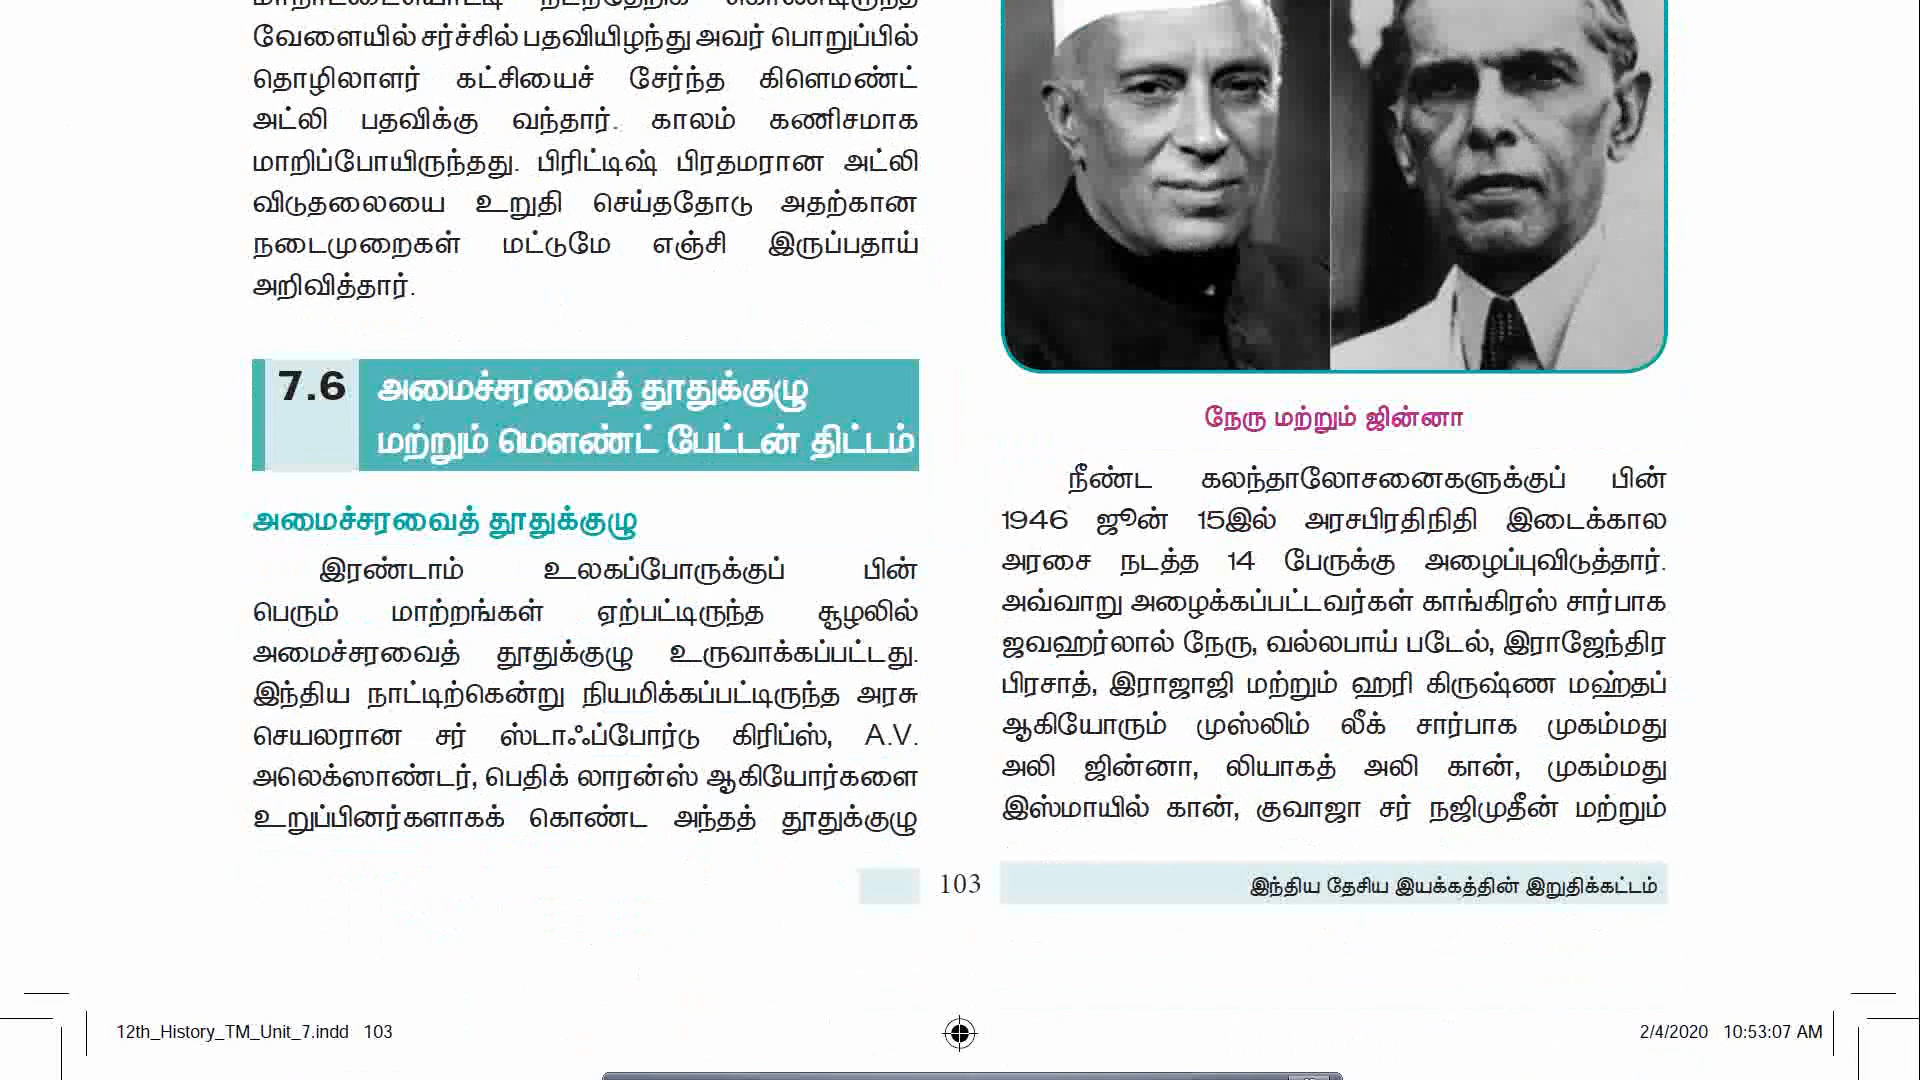 வேளையில் சர்ச்சில் பதவியிழந்து அவர் பொறுப்பில்
தொழிலாளர் கட்சியைச் சேர்ந்த கிளெமண்ட்
அட்லி பதவிக்கு வந்தார். காலம் கணிசமாக
மாறிப்போயிருந்தது. பிரிட்டிஷ் பிரதமரான அட்லி
விடுதலையை உறுதி செய்ததோடு அதற்கான
நடைமுறைகள் மட்டுமே எஞ்சி இருப்பதாய்
அறிவித்தார்.
7.6 அமைச்சரவைத் தூதுக்குழு
மற்றும் மௌண்ட் பேட்டன் திட்டம்
அமைச்சரவைத் தூதுக்குழு
இரண்டாம் உலகப்போருக்குப் பின்
பெரும் மாற்றங்கள் ஏற்பட்டிருந்த சூழலில்
அமைச்சரவைத் தூதுக்குழு உருவாக்கப்பட்டது.
இந்திய நாட்டிற்கென்று நியமிக்கப்பட்டிருந்த அரசு
செயலரான சர் ஸ்டாஃப்போர்டு கிரிப்ஸ், A.V.
அலெக்ஸாண்டர், பெதிக் லாரன்ஸ் ஆகியோர்களை
உறுப்பினர்களாகக் கொண்ட அந்தத் தூதுக்குழு
நேரு மற்றும் ஜின்னா
நீண்ட கலந்தாலோசனைகளுக்குப் பின்
1946 ஜூன் 15இல் அரசபிரதிநிதி இடைக்கால
அரசை நடத்த 14 பேருக்கு அழைப்புவிடுத்தார்.
அவ்வாறு அழைக்கப்பட்டவர்கள் காங்கிரஸ் சார்பாக
ஜவஹர்லால் நேரு, வல்லபாய் படேல், இராஜேந்திர
பிரசாத், இராஜாஜி மற்றும் ஹரி கிருஷ்ண மஹ்தப்
ஆகியோரும் முஸ்லிம் லீக் சார்பாக முகம்மது
அலி ஜின்னா, லியாகத் அலி கான், முகம்மது
இஸ்மாயில் கான், குவாஜா சர் நஜிமுதீன் மற்றும்
103 இந்திய தேசிய இயக்கத்தின் இறுதிக்கட்டம்
12th_History_TM_Unit_7.indd 103 2/4/2020 10:53:07 AM